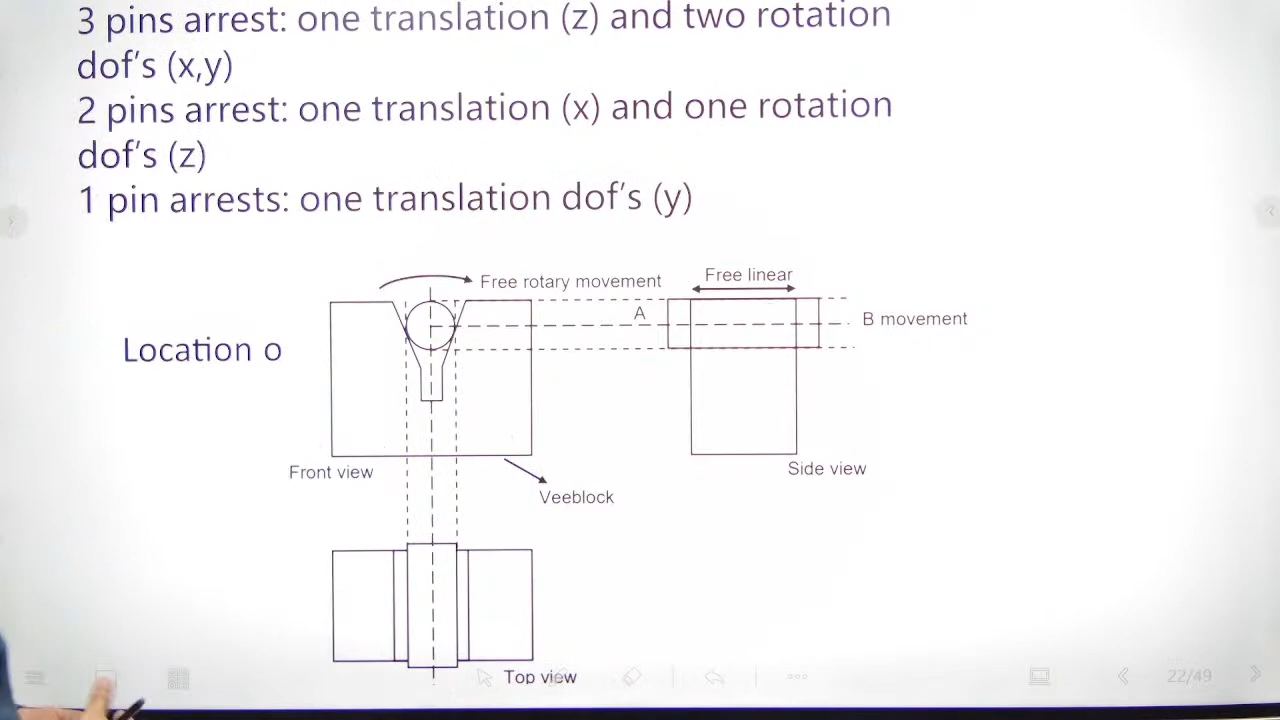 3 pins arrest: one translation (z) and two rotation
dof's (x,y)
2 pins arrest: one translation (x) and one rotation
dof's (z)
1 pin arrests: one translation dof's (y)
Free rotary movement
Free linear
A
B movement
Location o
Front view
Side view
Veeblock
Top view
22/49